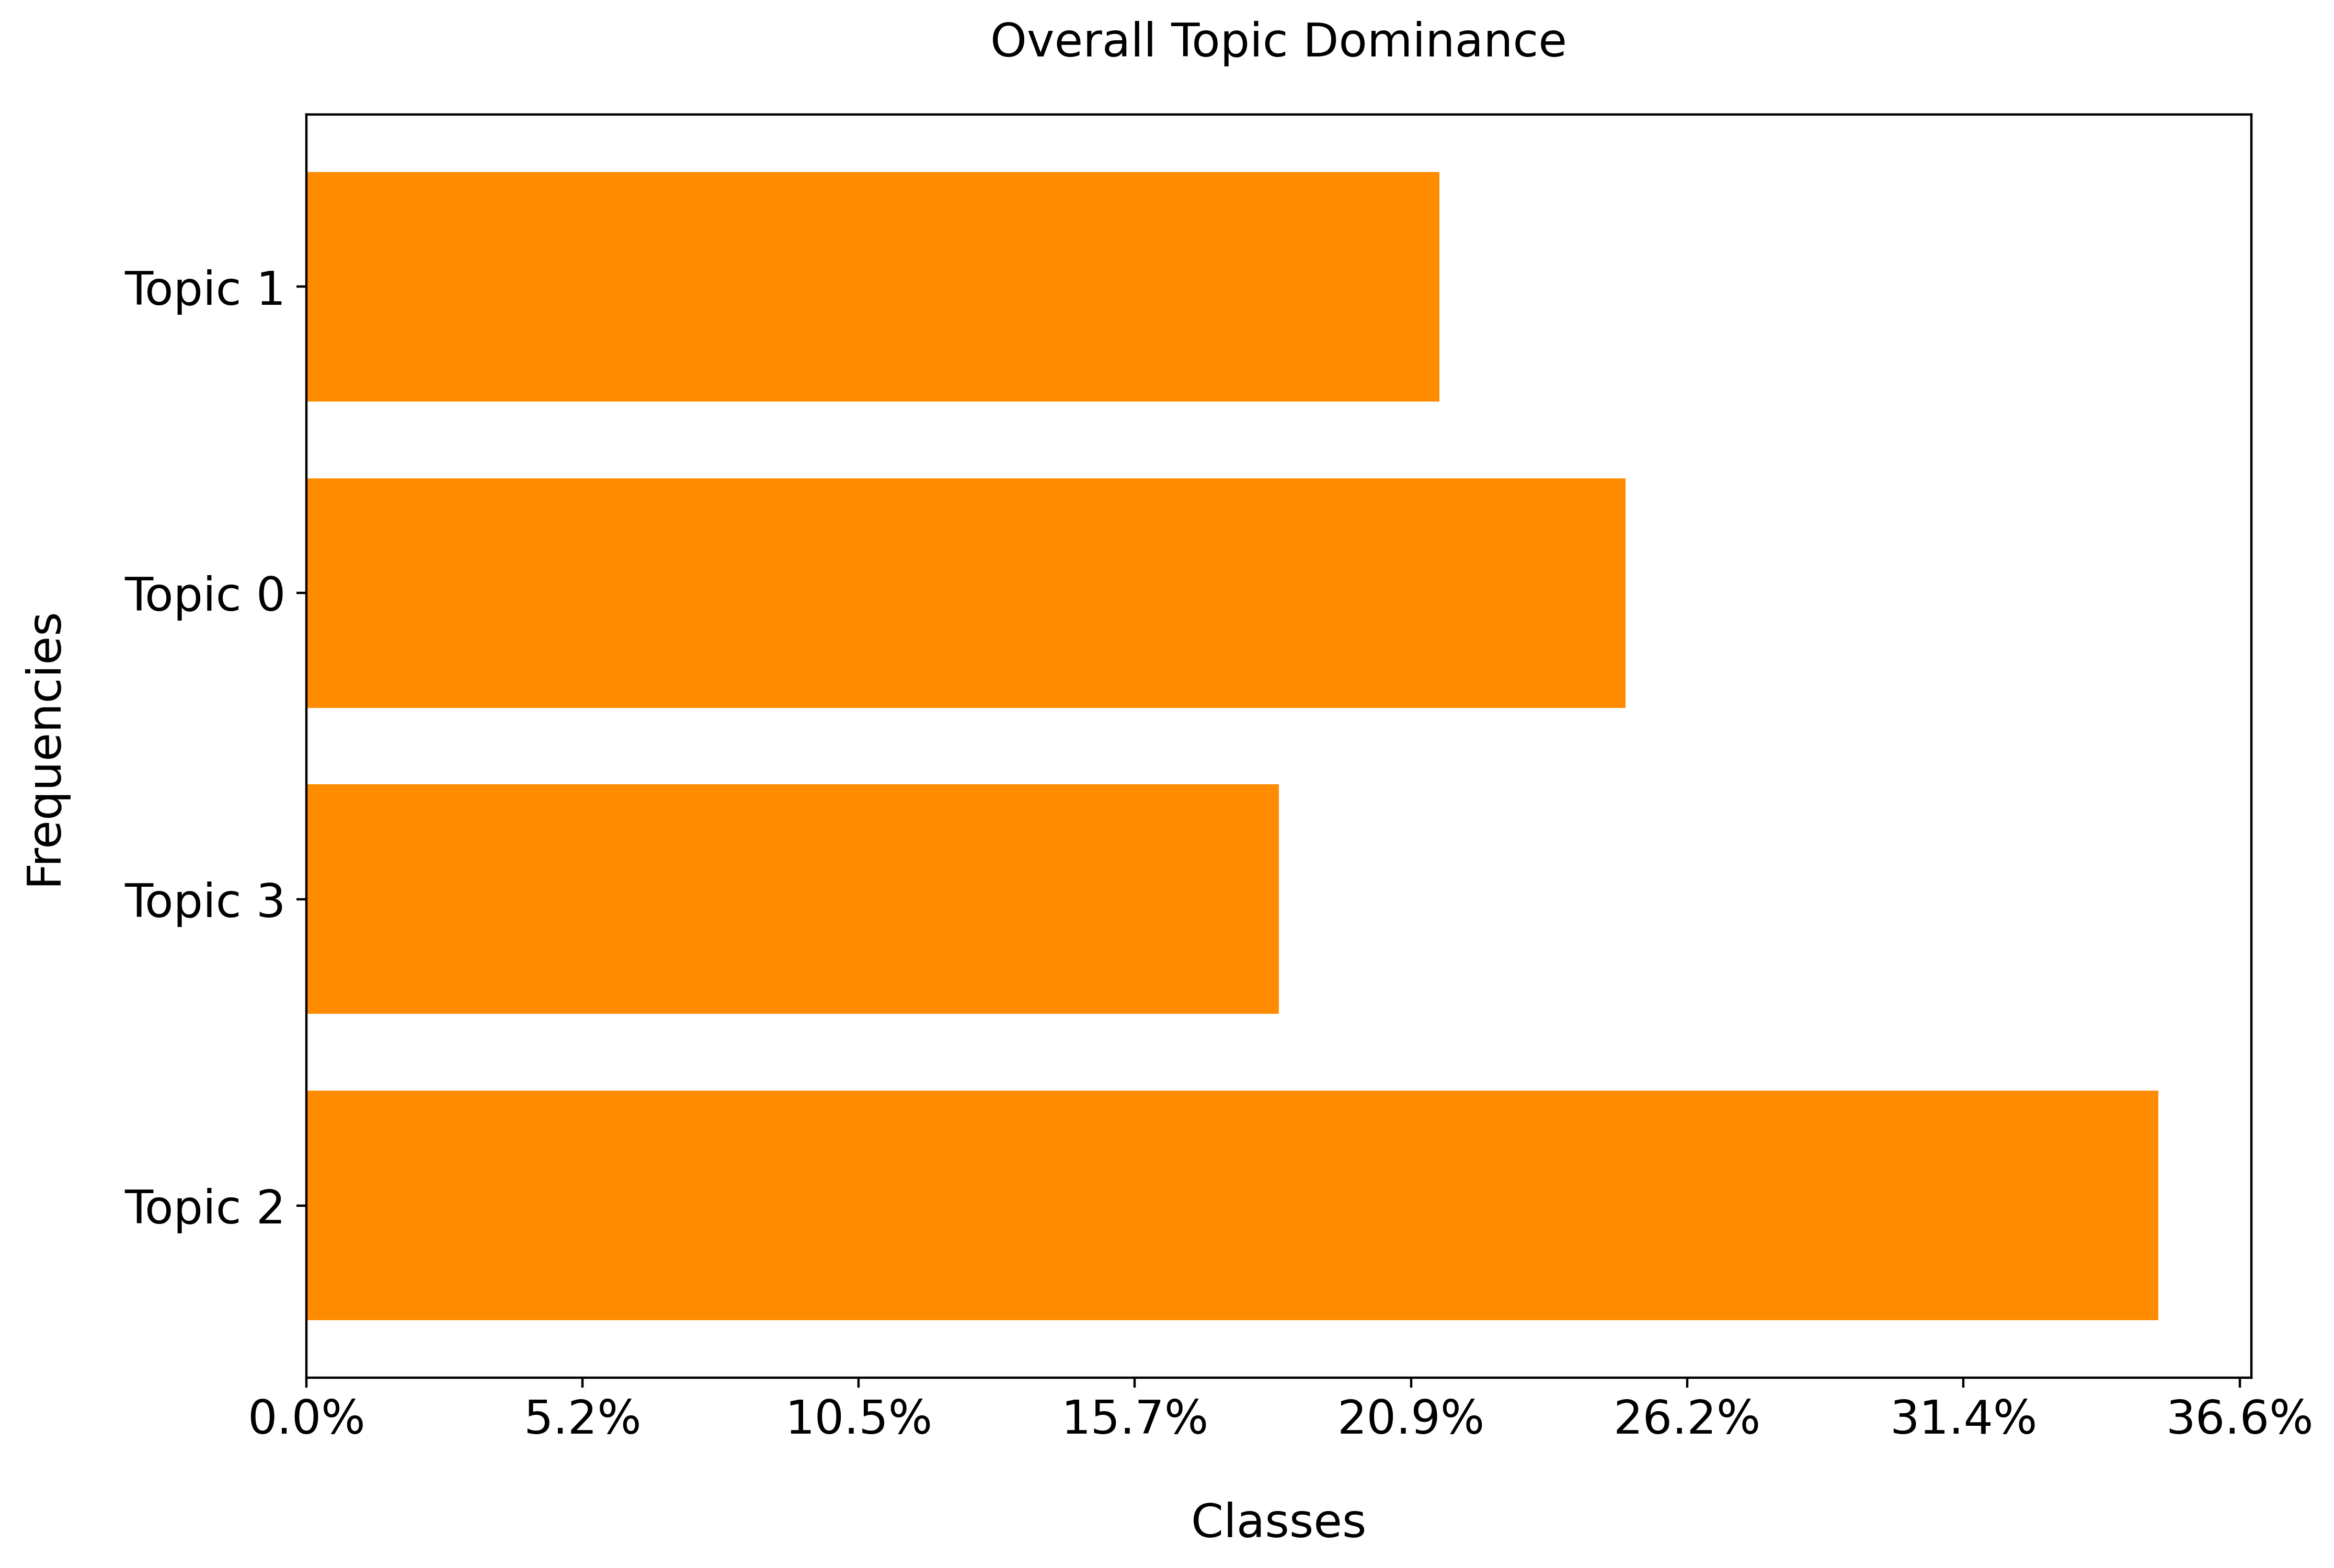 Overall Topic Dominance
Frequencies
Topic 1
Topic 0
Topic 3
Topic 2
0.0% 5.2% 10.5% 15.7% 20.9% 26.2% 31.4% 36.6%
Classes